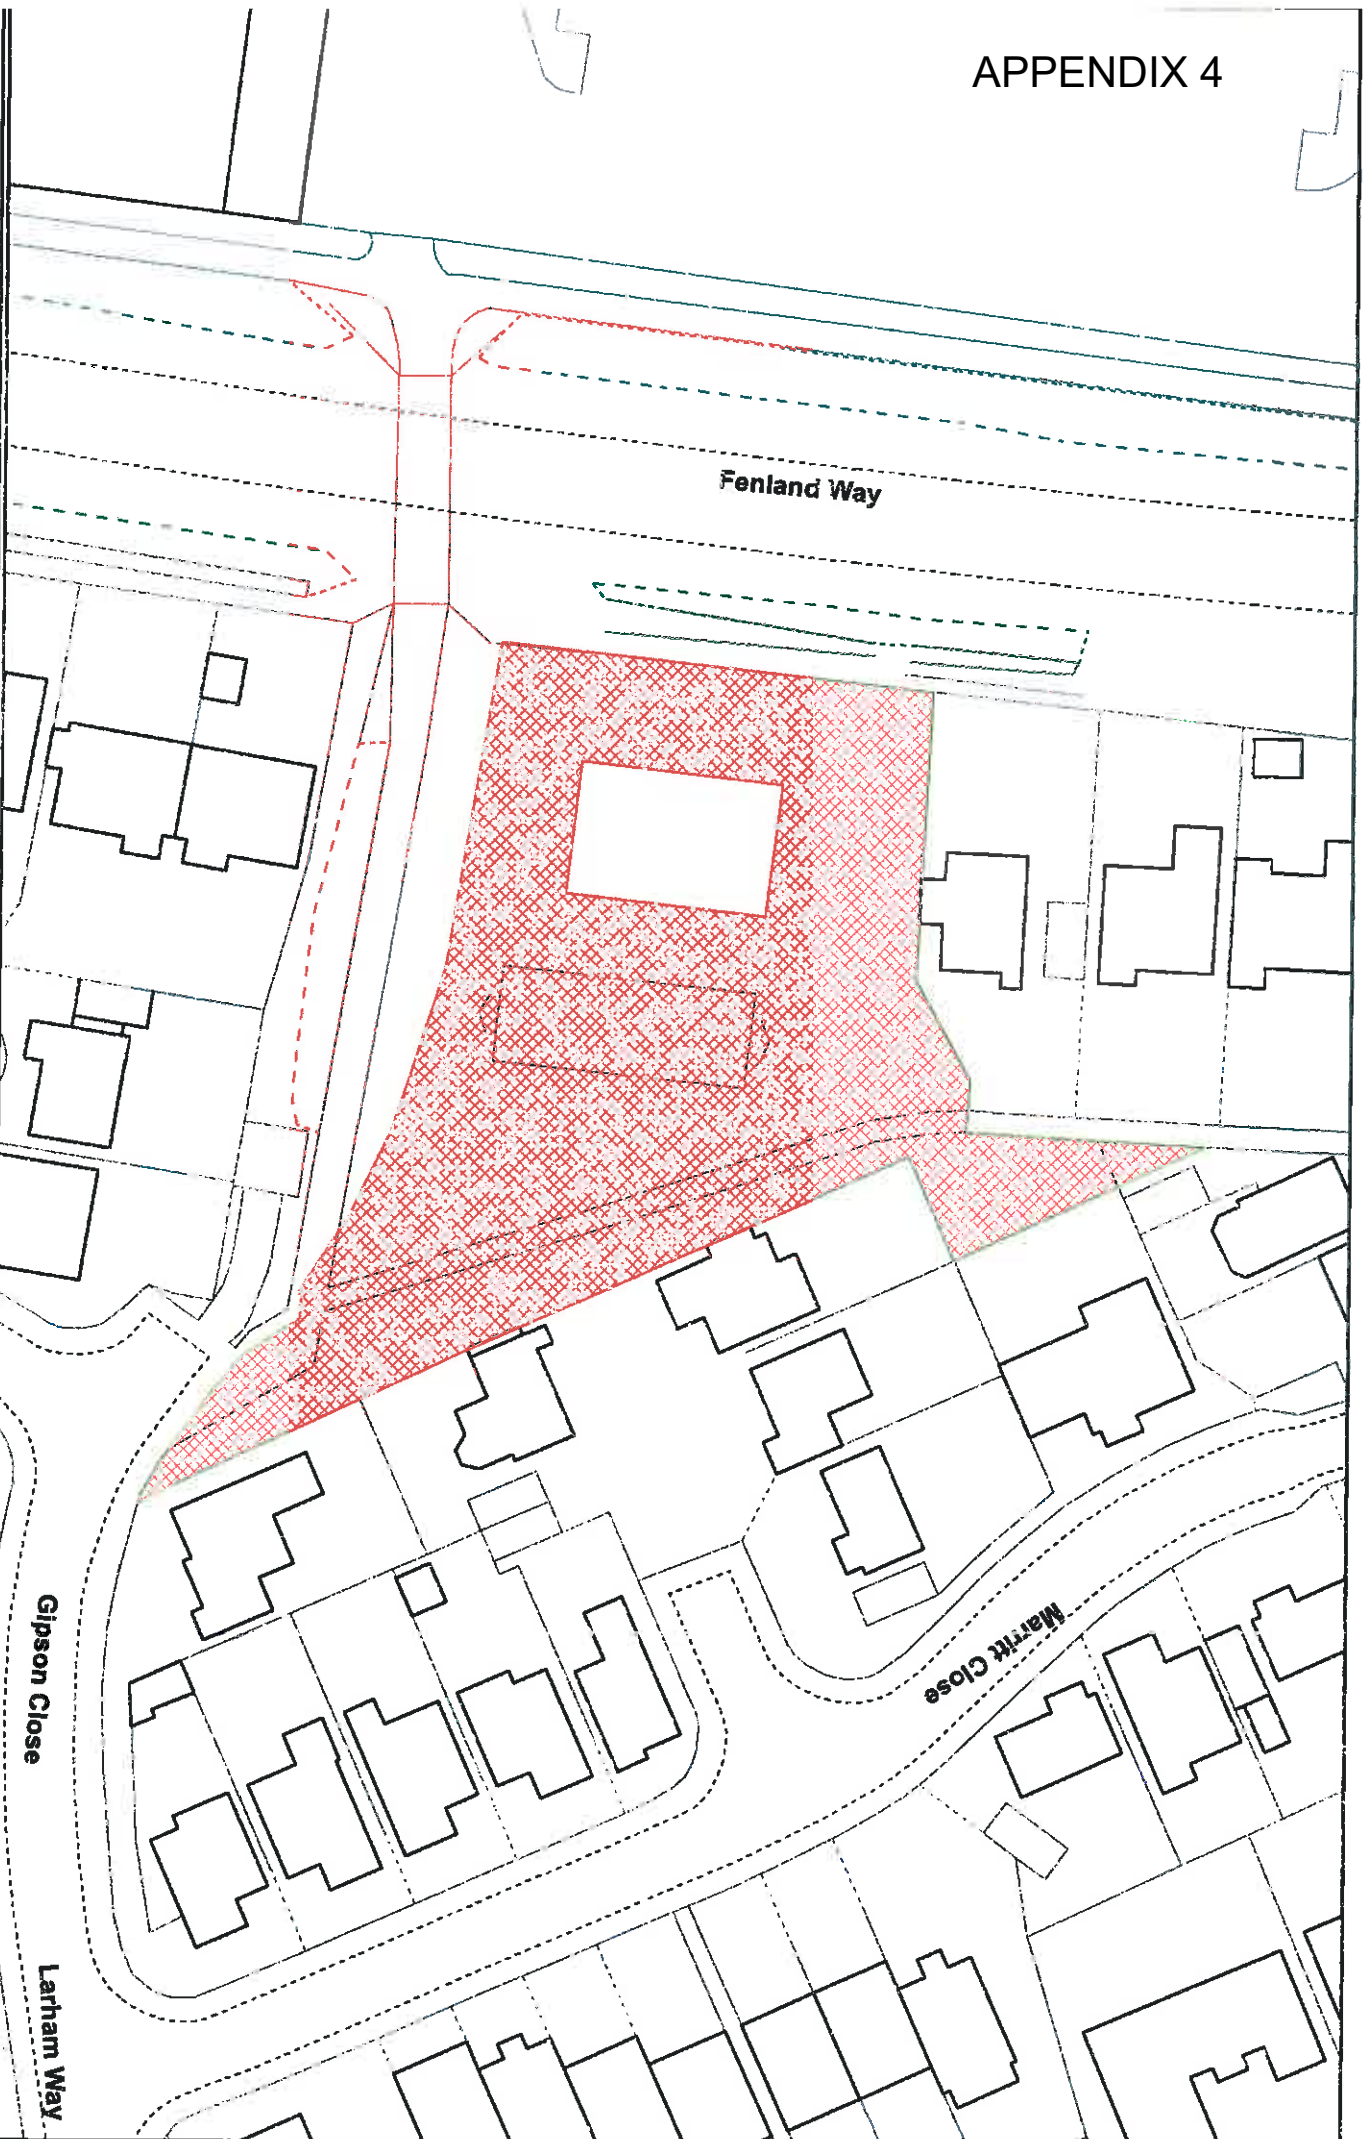 APPENDIX 4
Fenland Way
Marritt Close
Gipson Close
Larham Way